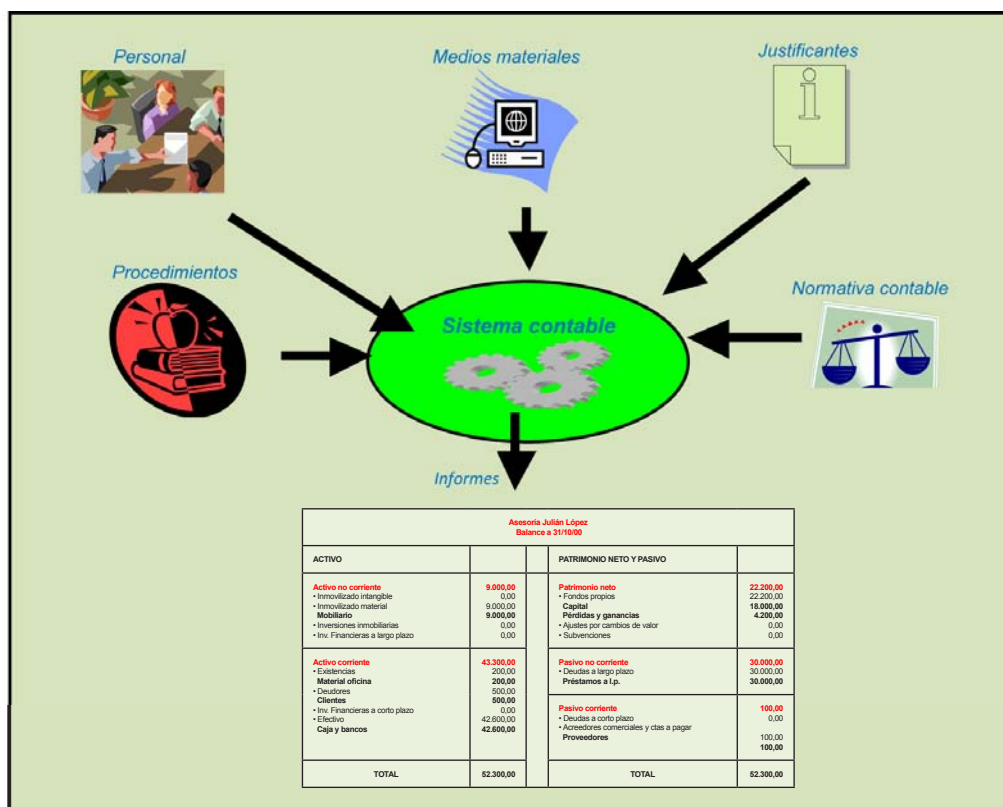 Personal
Medios materiales
Justificantes
Procedimientos
Normativa contable
Sistema contable
Informes
Asesoria Julián López
Balance a 31/10/00
ACTIVO
PATRIMONIO NETO Y PASIVO
Activo no corriente 9.000,00
• Inmovilizado intangible 0,00
• Inmovilizado material 9.000,00
Mobiliario 9.000,00
• Inversiones inmobiliarias 0,00
• Inv. Financieras a largo plazo 0,00
Patrimonio neto 22.200,00
• Fondos propios 22.200,00
Capital 18.000,00
Pérdidas y ganancias 4.200,00
• Ajustes por cambios de valor 0,00
• Subvenciones 0,00
Activo corriente 43.300,00
• Existencias 200,00
Material oficina 200,00
• Deudores 500,00
Clientes 500,00
• Inv. Financieras a corto plazo 0,00
• Efectivo 42.600,00
Caja y bancos 42.600,00
Pasivo no corriente 30.000,00
• Deudas a largo plazo 30.000,00
Préstamos a l.p. 30.000,00
Pasivo corriente 100,00
• Deudas a corto plazo 0,00
• Acreedores comerciales y ctas a pagar
Proveedores 100,00
100,00
TOTAL 52.300,00
TOTAL 52.300,00